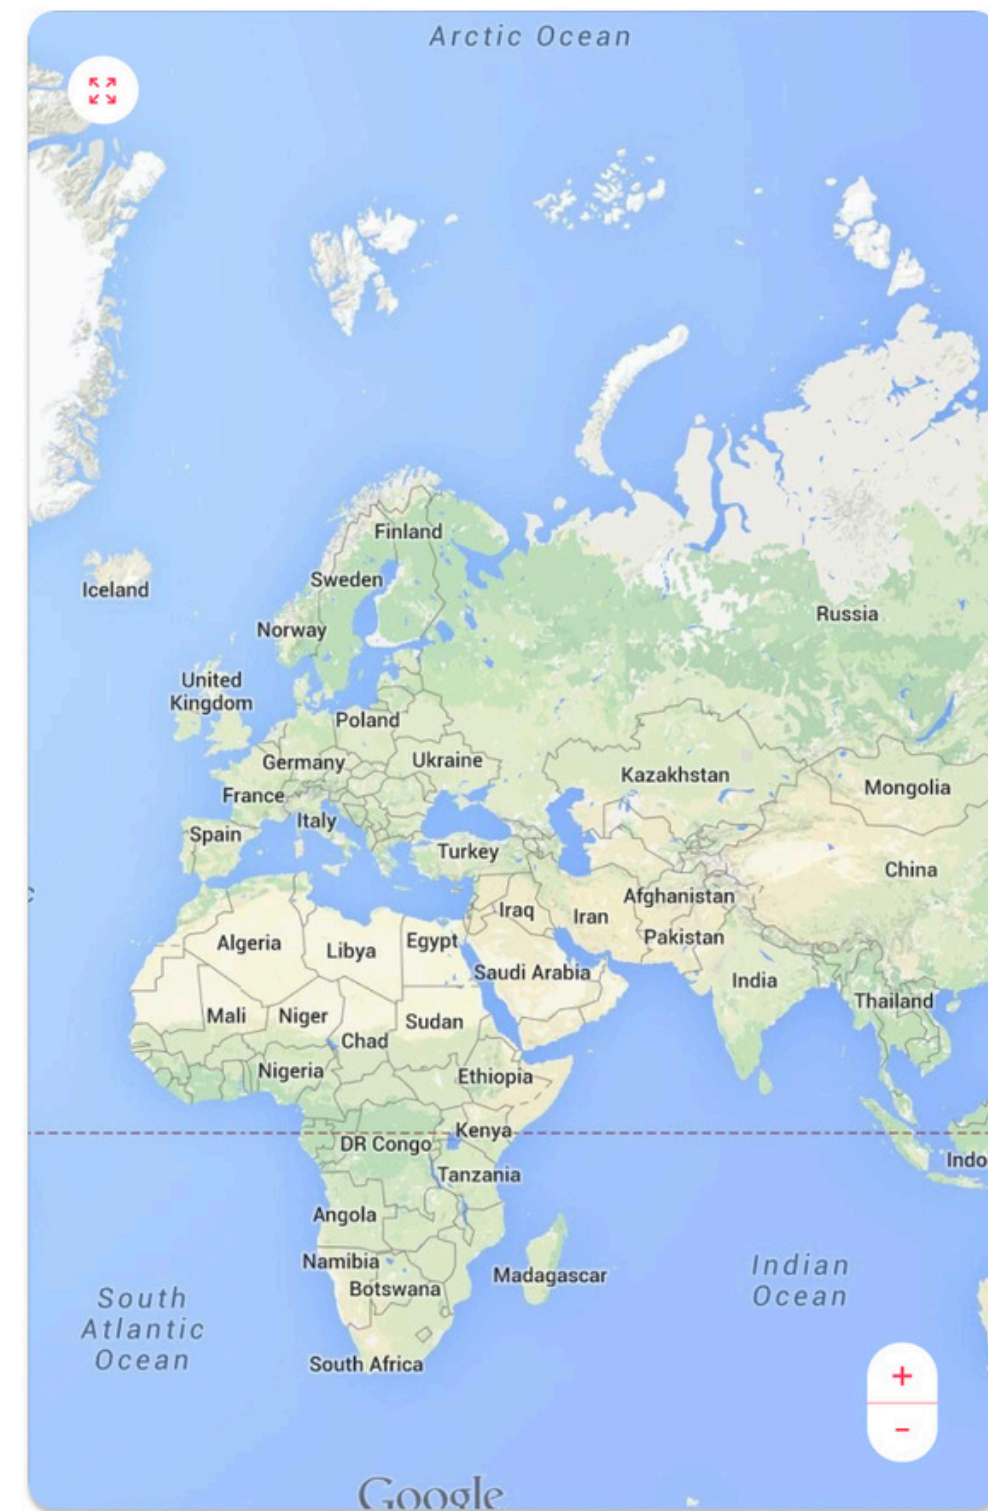 Arctic Ocean
Finland
Iceland
Sweden
Russia
Norway
United
Kingdom
Poland
Germany
Ukraine
Kazakhstan
Mongolia
France
Italy
Spain
Turkey
China
Afghanistan
Iraq
Iran
Pakistan
Algeria
Libya
Egypt
Saudi Arabia
India
Thailand
Mali
Niger
Sudan
Chad
Nigeria
Ethiopia
Kenya
DR Congo
Indo
Tanzania
Angola
Namibia
Botswana
Madagascar
Indian
Ocean
South
Atlantic
Ocean
South Africa
+
-
Google